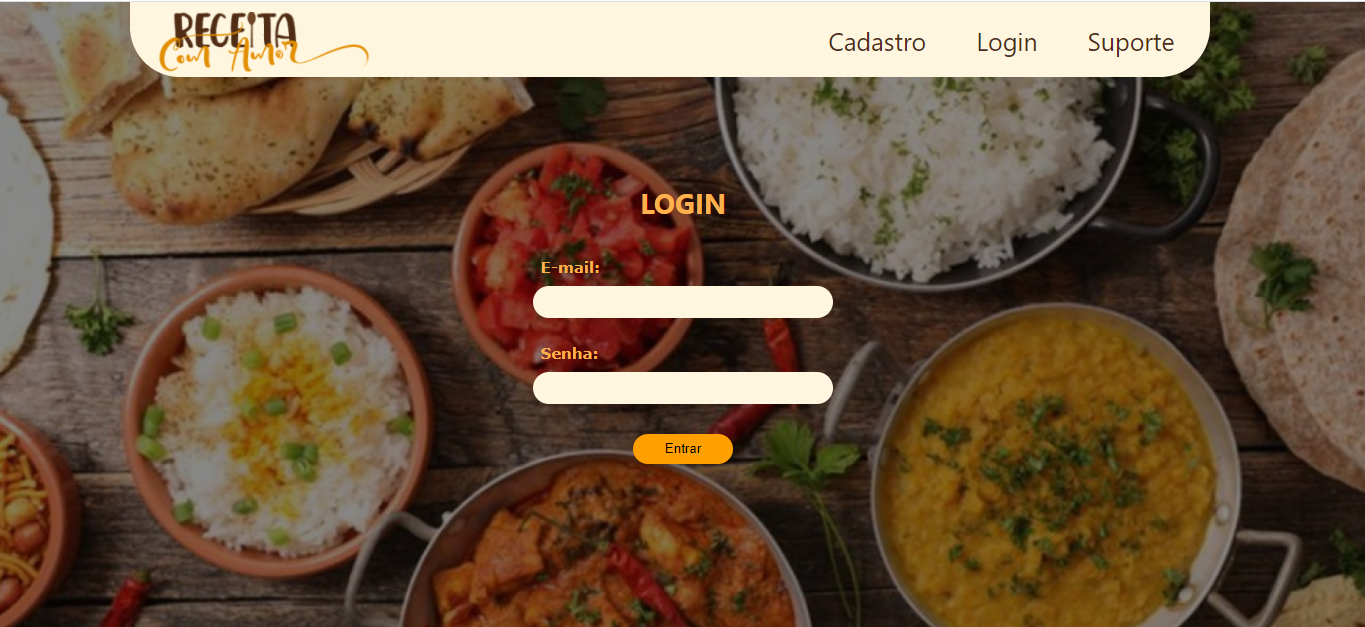 RECEITA
Com Amor
Cadastro Login Suporte
LOGIN
E-mail:
Senha:
Entrar